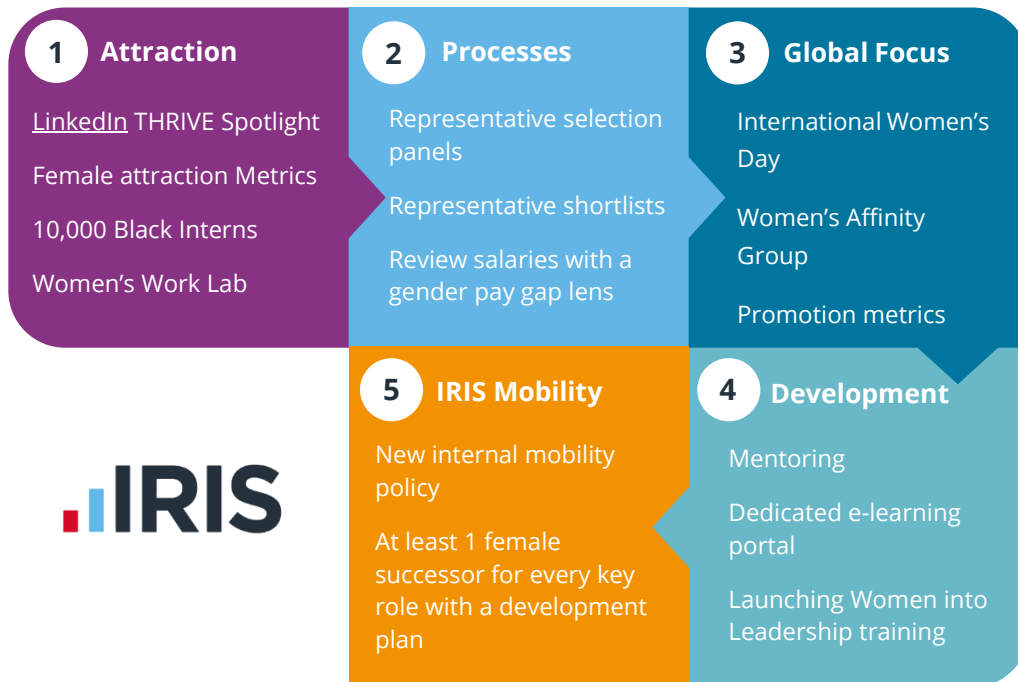 1 Attraction
LinkedIn THRIVE Spotlight
Female attraction Metrics
10,000 Black Interns
Women’s Work Lab
2 Processes
Representative selection
panels
Representative shortlists
Review salaries with a
gender pay gap lens
3 Global Focus
International Women’s
Day
Women’s Affinity
Group
Promotion metrics
4 Development
Mentoring
Dedicated e-learning
portal
Launching Women into
Leadership training
5 IRIS Mobility
New internal mobility
policy
At least 1 female
successor for every key
role with a development
plan
IRIS